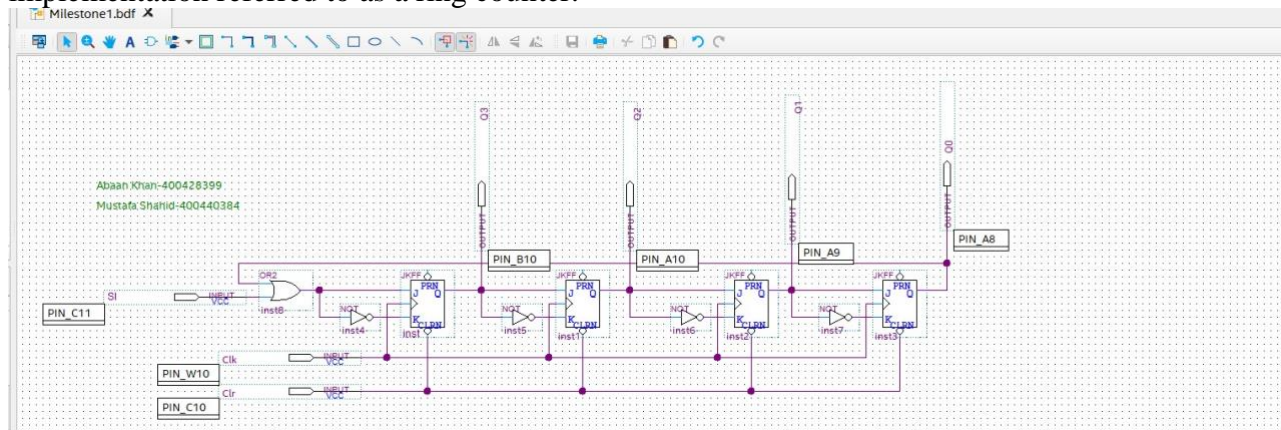 implementation referred to as a ring counter.
Milestone1.bdf X
Q3
Q2
Q1
Q0
Abaan Khan-400428399
Mustafa Shahid-400440384
OUTPUT
OUTPUT
OUTPUT
OUTPUT
PIN_B10
PIN_A10
PIN_A9
PIN_A8
OR2
JKFF
JKFF
JKFF
JKFF
PRN
PRN
PRN
PRN
J Q
J Q
J Q
J Q
SI
INPUT
VCC
inst8
PIN_C11
NOT
NOT
NOT
NOT
K
K
K
K
CLRN
CLRN
CLRN
CLRN
inst4
inst
inst5
inst1
inst6
inst2
inst7
inst3
Clk
INPUT
VCC
PIN_W10
Clr
INPUT
VCC
PIN_C10